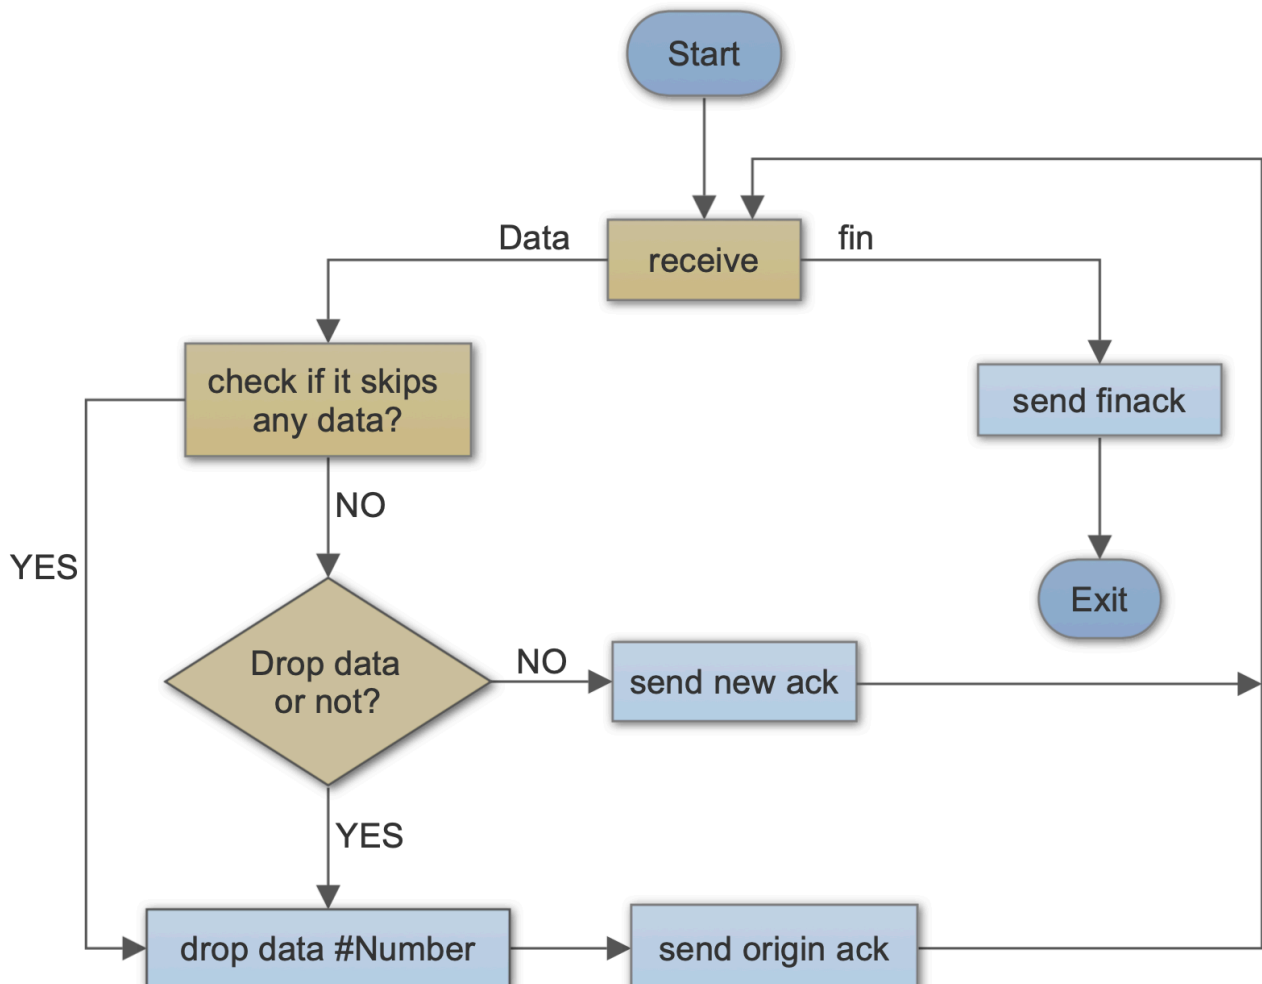 Start
Data
receive
fin
check if it skips
any data?
send finack
NO
YES
Exit
Drop data
or not?
NO
send new ack
YES
drop data #Number
send origin ack